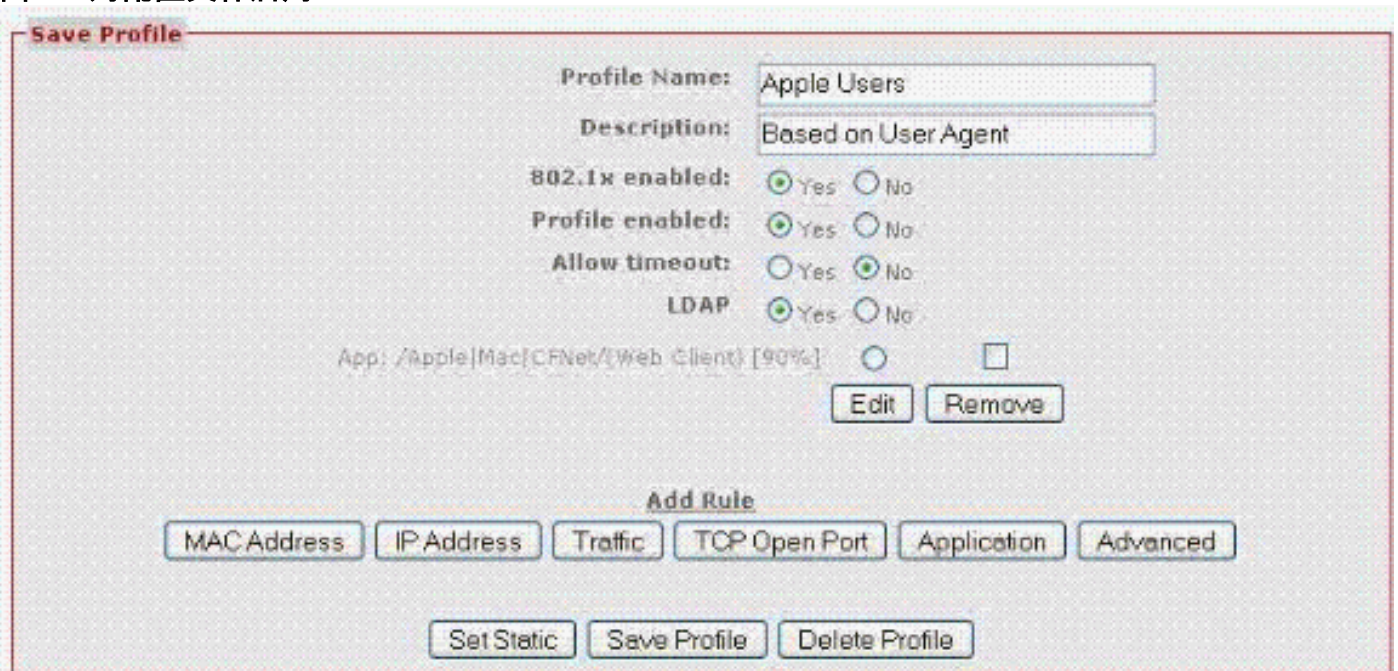 Save Profile
Profile Name: Apple Users
Description: Based on User Agent
802.1x enabled: Yes No
Profile enabled: Yes No
Allow timeout: Yes No
LDAP Yes No
App: /Apple|Mac|CFNet/(Web Client) [90%]
Edit Remove
Add Rule
MAC Address IP Address Traffic TCP Open Port Application Advanced
Set Static Save Profile Delete Profile